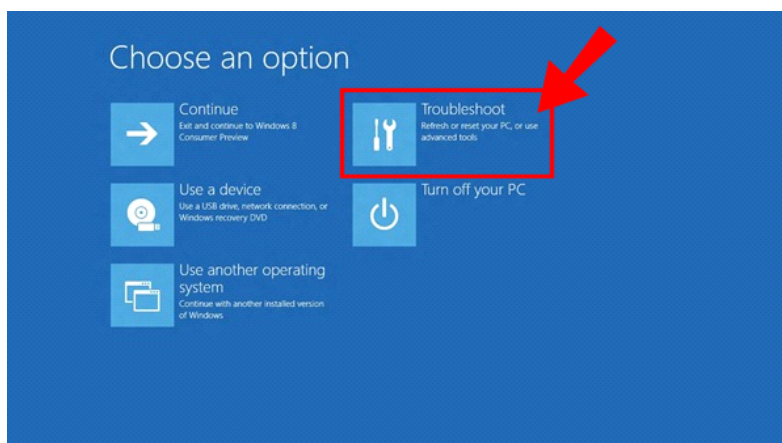 Choose an option
Continue
Exit and continue to Windows 8
Consumer Preview
Troubleshoot
Refresh or reset your PC, or use
advanced tools
Use a device
Use a USB drive, network connection, or
Windows recovery DVD
Turn off your PC
Use another operating
system
Continue with another installed version
of Windows